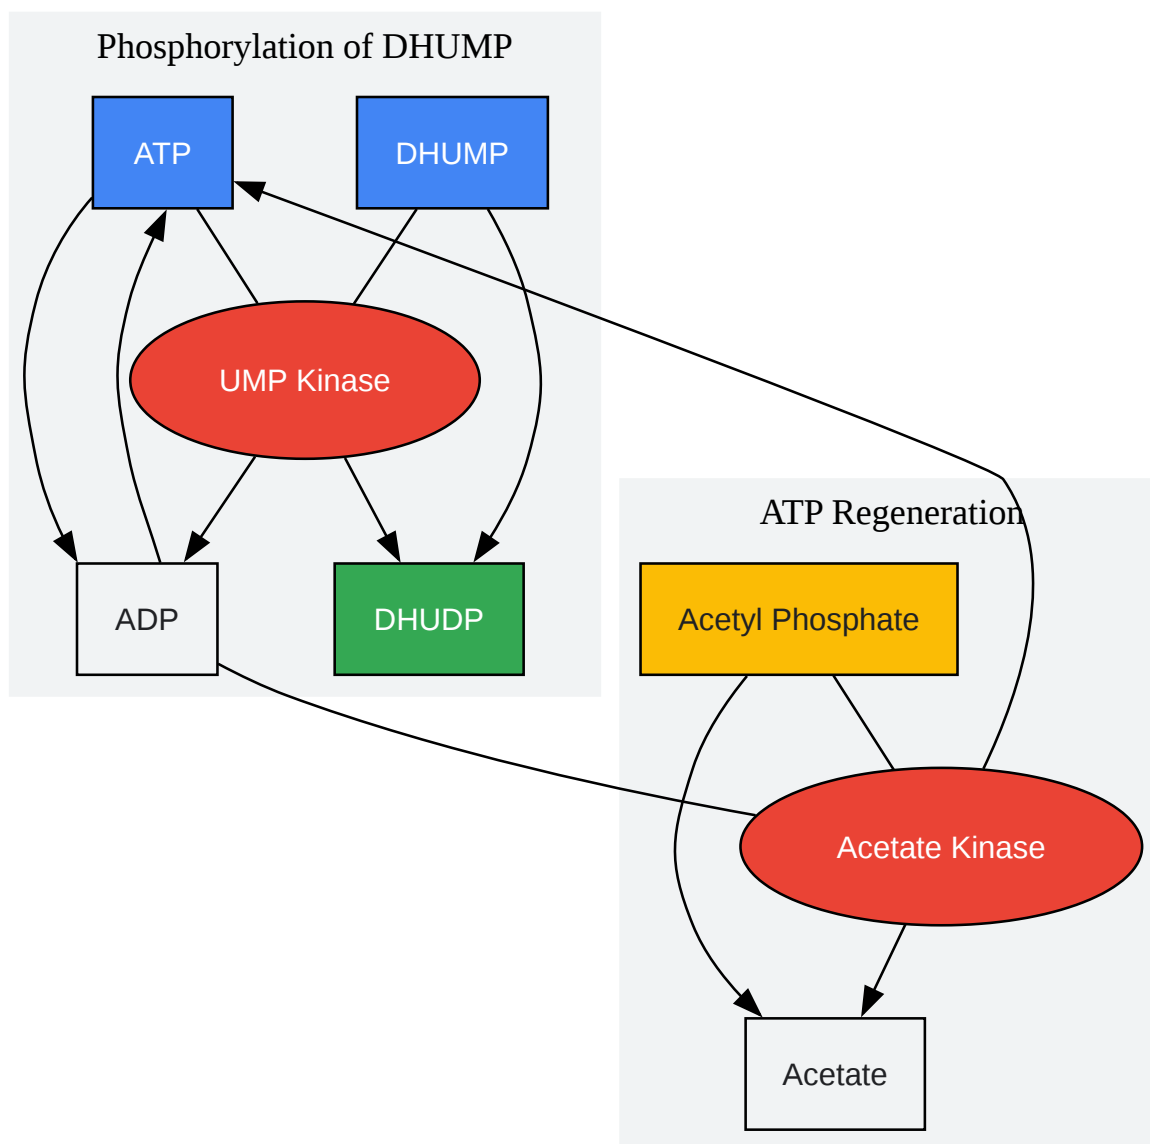 Phosphorylation of DHUMP
ATP
DHUMP
UMP Kinase
ADP
DHUDP
ATP Regeneration
Acetyl Phosphate
Acetate Kinase
Acetate